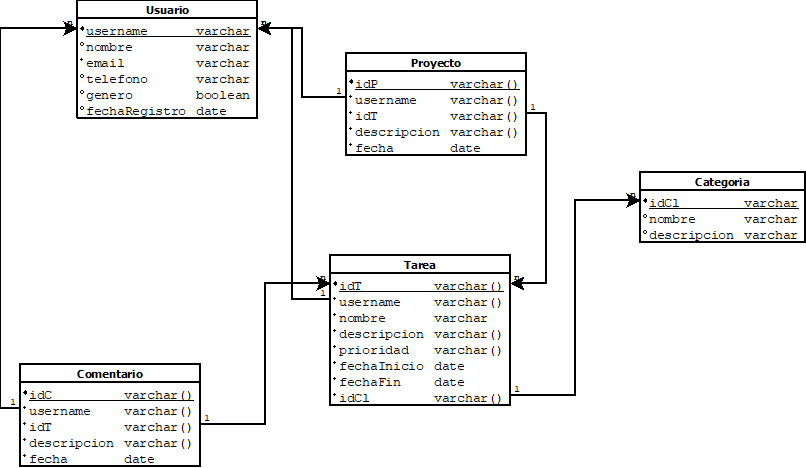 Usuario
username varchar
nombre varchar
email varchar
telefono varchar
genero boolean
fechaRegistro date
n
n
1
Proyecto
idP varchar()
username varchar()
idT varchar()
descripcion varchar()
fecha date
1
Categoria
idCl varchar
nombre varchar
descripcion varchar
n
Tarea
idT varchar()
username varchar()
nombre varchar
descripcion varchar()
prioridad varchar()
fechaInicio date
fechaFin date
idCl varchar()
n
n
1
1
Comentario
idC varchar()
username varchar()
idT varchar()
descripcion varchar()
fecha date
1
1